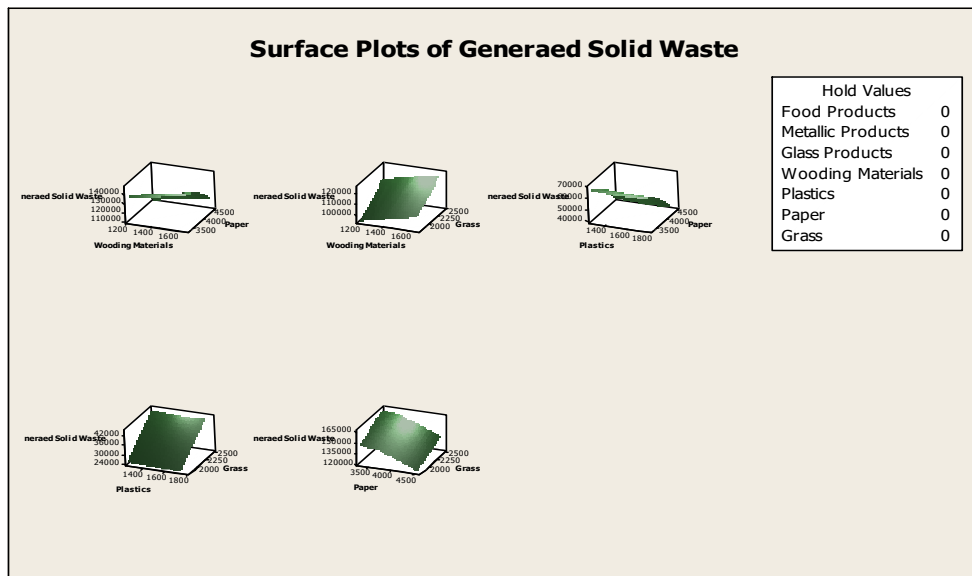 Surface Plots of Generaed Solid Waste
Hold Values
Food Products 0
Metallic Products 0
Glass Products 0
Wooding Materials 0
Plastics 0
Paper 0
Grass 0
neraed Solid Waste
140000
130000
120000
110000
1200 1400 1600
Wooding Materials
3500 4000 4500
Paper
neraed Solid Waste
120000
110000
100000
1200 1400 1600
Wooding Materials
2000 2250 2500
Grass
neraed Solid Waste
70000
60000
50000
40000
1400 1600 1800
Plastics
3500 4000 4500
Paper
neraed Solid Waste
42000
36000
30000
24000
1400 1600 1800
Plastics
2000 2250 2500
Grass
neraed Solid Waste
165000
150000
135000
120000
3500 4000 4500
Paper
2000 2250 2500
Grass